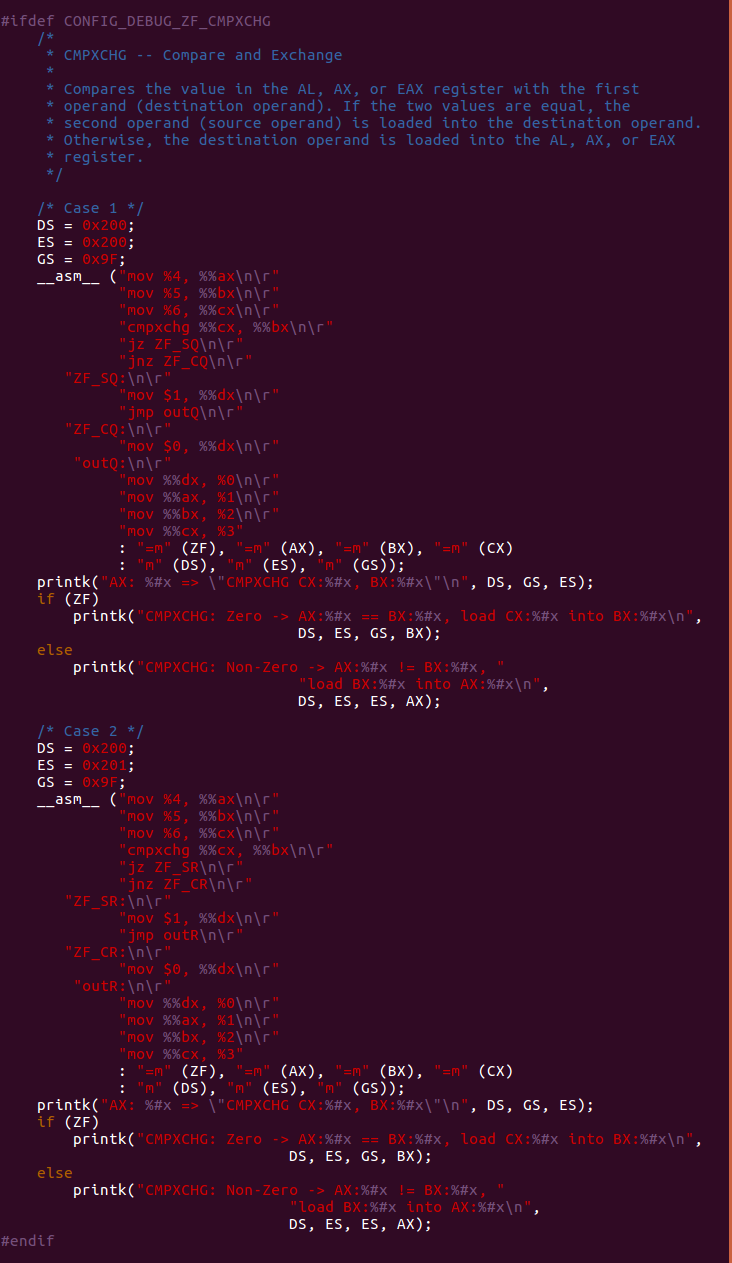 #ifdef CONFIG_DEBUG_ZF_CMPXCHG
    /*
     * CMPXCHG -- Compare and Exchange
     *
     * Compares the value in the AL, AX, or EAX register with the first
     * operand (destination operand). If the two values are equal, the
     * second operand (source operand) is loaded into the destination operand.
     * Otherwise, the destination operand is loaded into the AL, AX, or EAX
     * register.
     */

    /* Case 1 */
    DS = 0x200;
    ES = 0x200;
    GS = 0x9F;
    __asm__ ("mov %4, %%ax\n\r"
             "mov %5, %%bx\n\r"
             "mov %6, %%cx\n\r"
             "cmpxchg %%cx, %%bx\n\r"
             "jz ZF_SQ\n\r"
             "jnz ZF_CQ\n\r"
       "ZF_SQ:\n\r"
             "mov $1, %%dx\n\r"
             "jmp outQ\n\r"
       "ZF_CQ:\n\r"
             "mov $0, %%dx\n\r"
        "outQ:\n\r"
             "mov %%dx, %0\n\r"
             "mov %%ax, %1\n\r"
             "mov %%bx, %2\n\r"
             "mov %%cx, %3"
             : "=m" (ZF), "=m" (AX), "=m" (BX), "=m" (CX)
             : "m" (DS), "m" (ES), "m" (GS));
    printk("AX: %#x => \"CMPXCHG CX:%#x, BX:%#x\"\n", DS, GS, ES);
    if (ZF)
        printk("CMPXCHG: Zero -> AX:%#x == BX:%#x, load CX:%#x into BX:%#x\n",
                                 DS, ES, GS, BX);
    else
        printk("CMPXCHG: Non-Zero -> AX:%#x != BX:%#x, "
                                 "load BX:%#x into AX:%#x\n",
                                 DS, ES, ES, AX);

    /* Case 2 */
    DS = 0x200;
    ES = 0x201;
    GS = 0x9F;
    __asm__ ("mov %4, %%ax\n\r"
             "mov %5, %%bx\n\r"
             "mov %6, %%cx\n\r"
             "cmpxchg %%cx, %%bx\n\r"
             "jz ZF_SR\n\r"
             "jnz ZF_CR\n\r"
       "ZF_SR:\n\r"
             "mov $1, %%dx\n\r"
             "jmp outR\n\r"
       "ZF_CR:\n\r"
             "mov $0, %%dx\n\r"
        "outR:\n\r"
             "mov %%dx, %0\n\r"
             "mov %%ax, %1\n\r"
             "mov %%bx, %2\n\r"
             "mov %%cx, %3"
             : "=m" (ZF), "=m" (AX), "=m" (BX), "=m" (CX)
             : "m" (DS), "m" (ES), "m" (GS));
    printk("AX: %#x => \"CMPXCHG CX:%#x, BX:%#x\"\n", DS, GS, ES);
    if (ZF)
        printk("CMPXCHG: Zero -> AX:%#x == BX:%#x, load CX:%#x into BX:%#x\n",
                                DS, ES, GS, BX);
    else
        printk("CMPXCHG: Non-Zero -> AX:%#x != BX:%#x, "
                                "load BX:%#x into AX:%#x\n",
                                DS, ES, ES, AX);
#endif